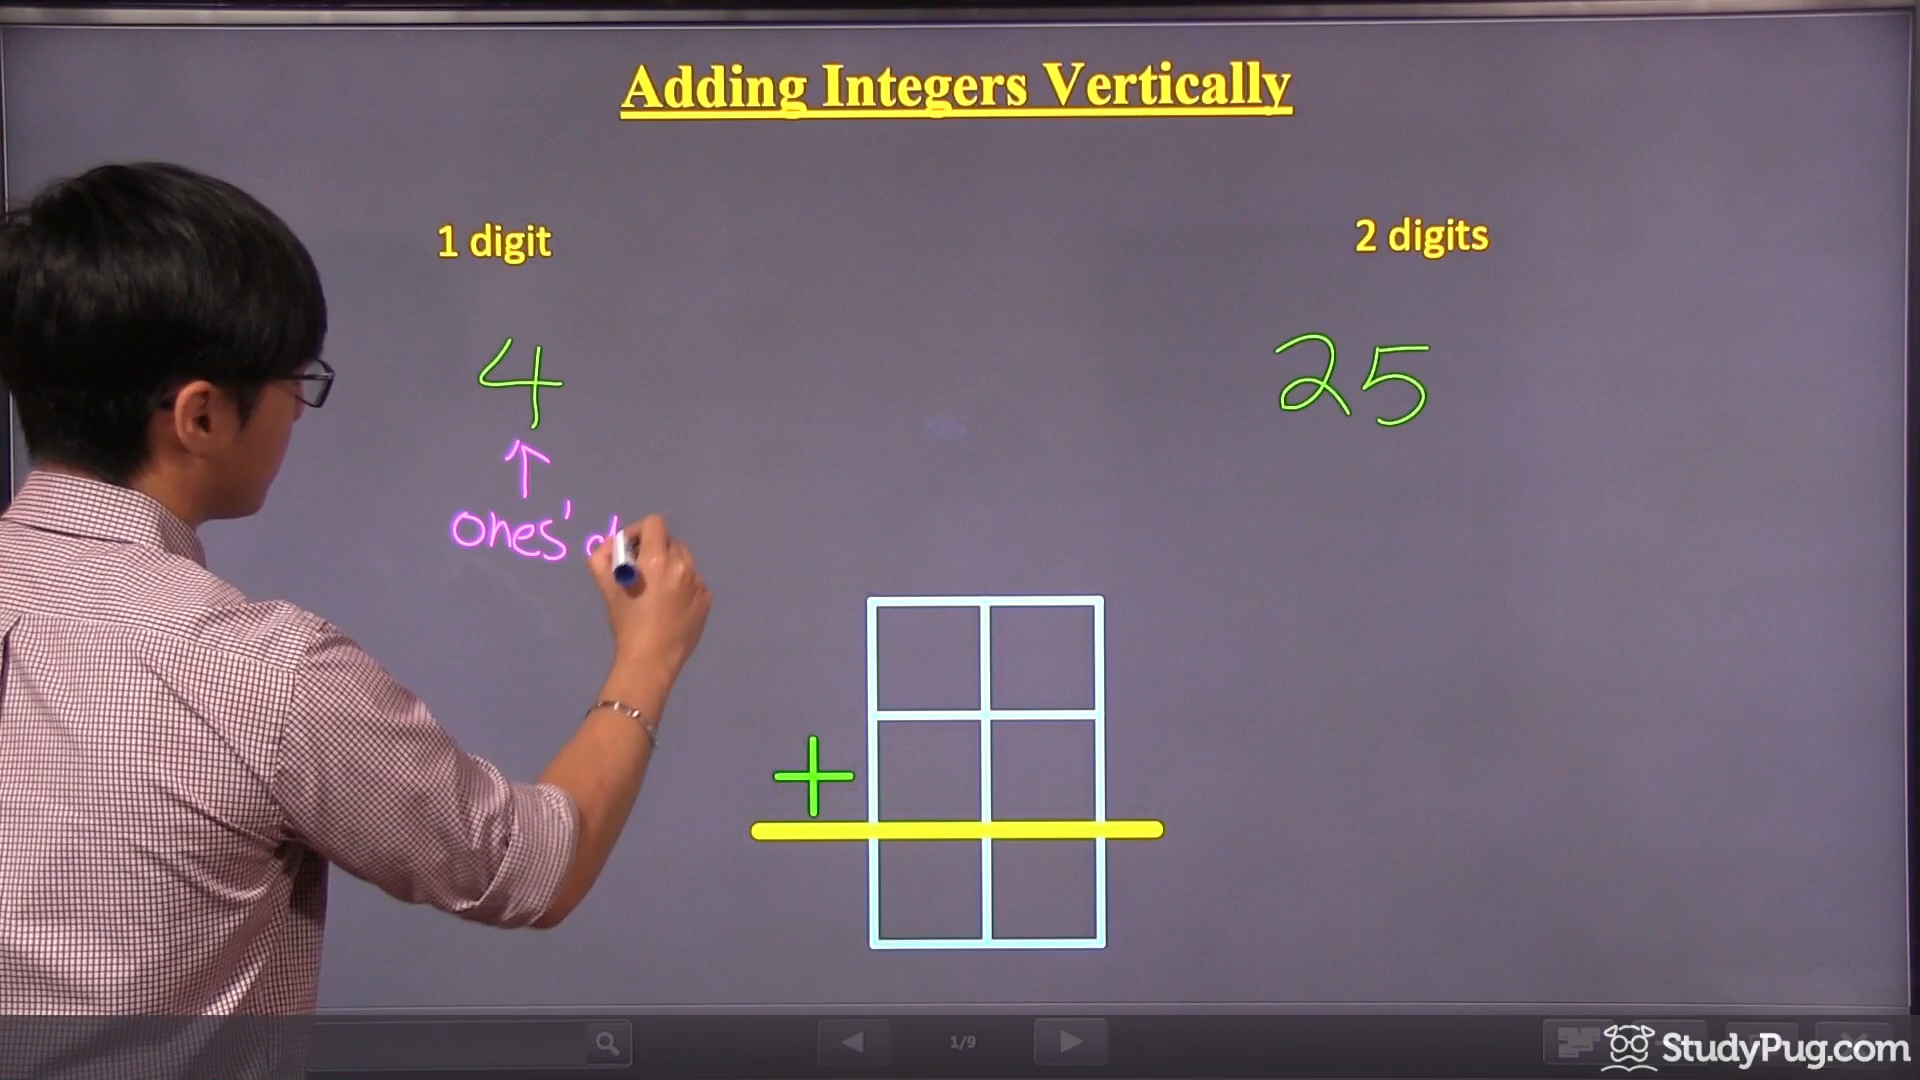 Adding Integers Vertically
1 digit
2 digits
4
25
↑
ones'
+
1/9
StudyPug.com